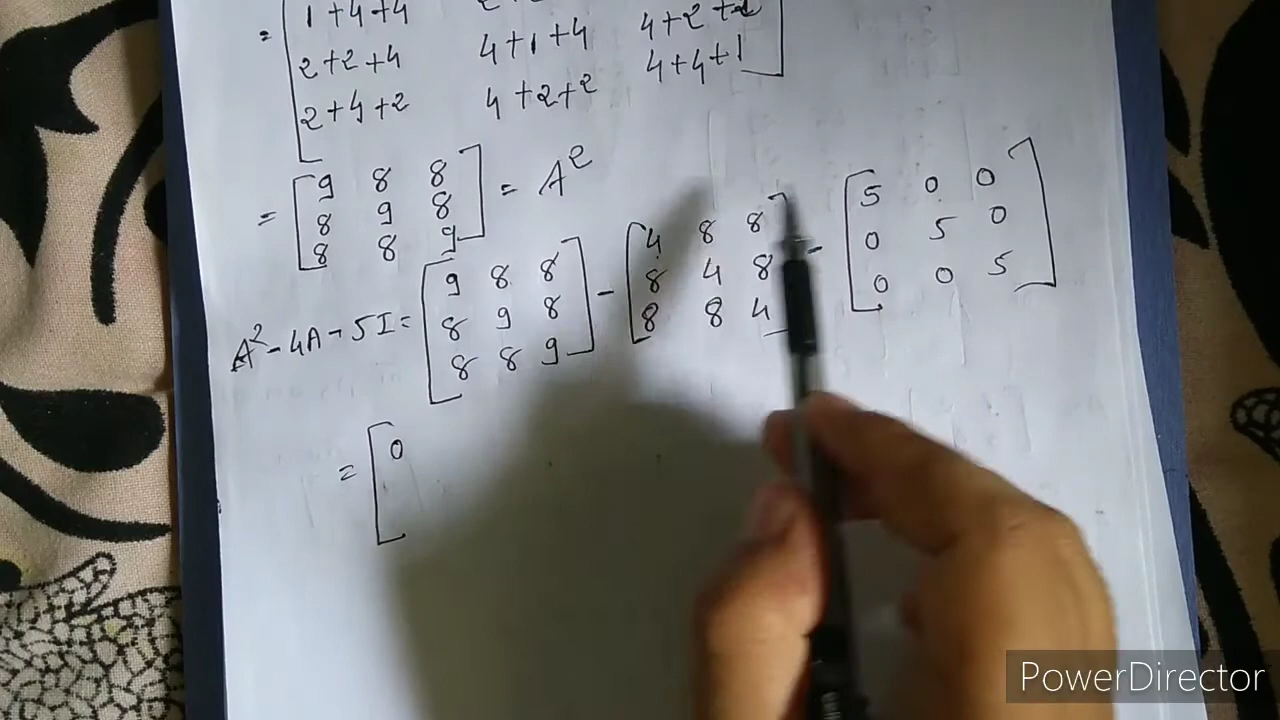 = 1+4+4
2+2+4 4+1+4 4+2+2
2+4+2 4+2+2 4+4+1
= [9 8 8
8 9 8
8 8 9] = A²
A²-4A-5I = [9 8 8
8 9 8
8 8 9] - [4 8 8
8 4 8
8 8 4] - [5 0 0
0 5 0
0 0 5]
= [0
PowerDirector